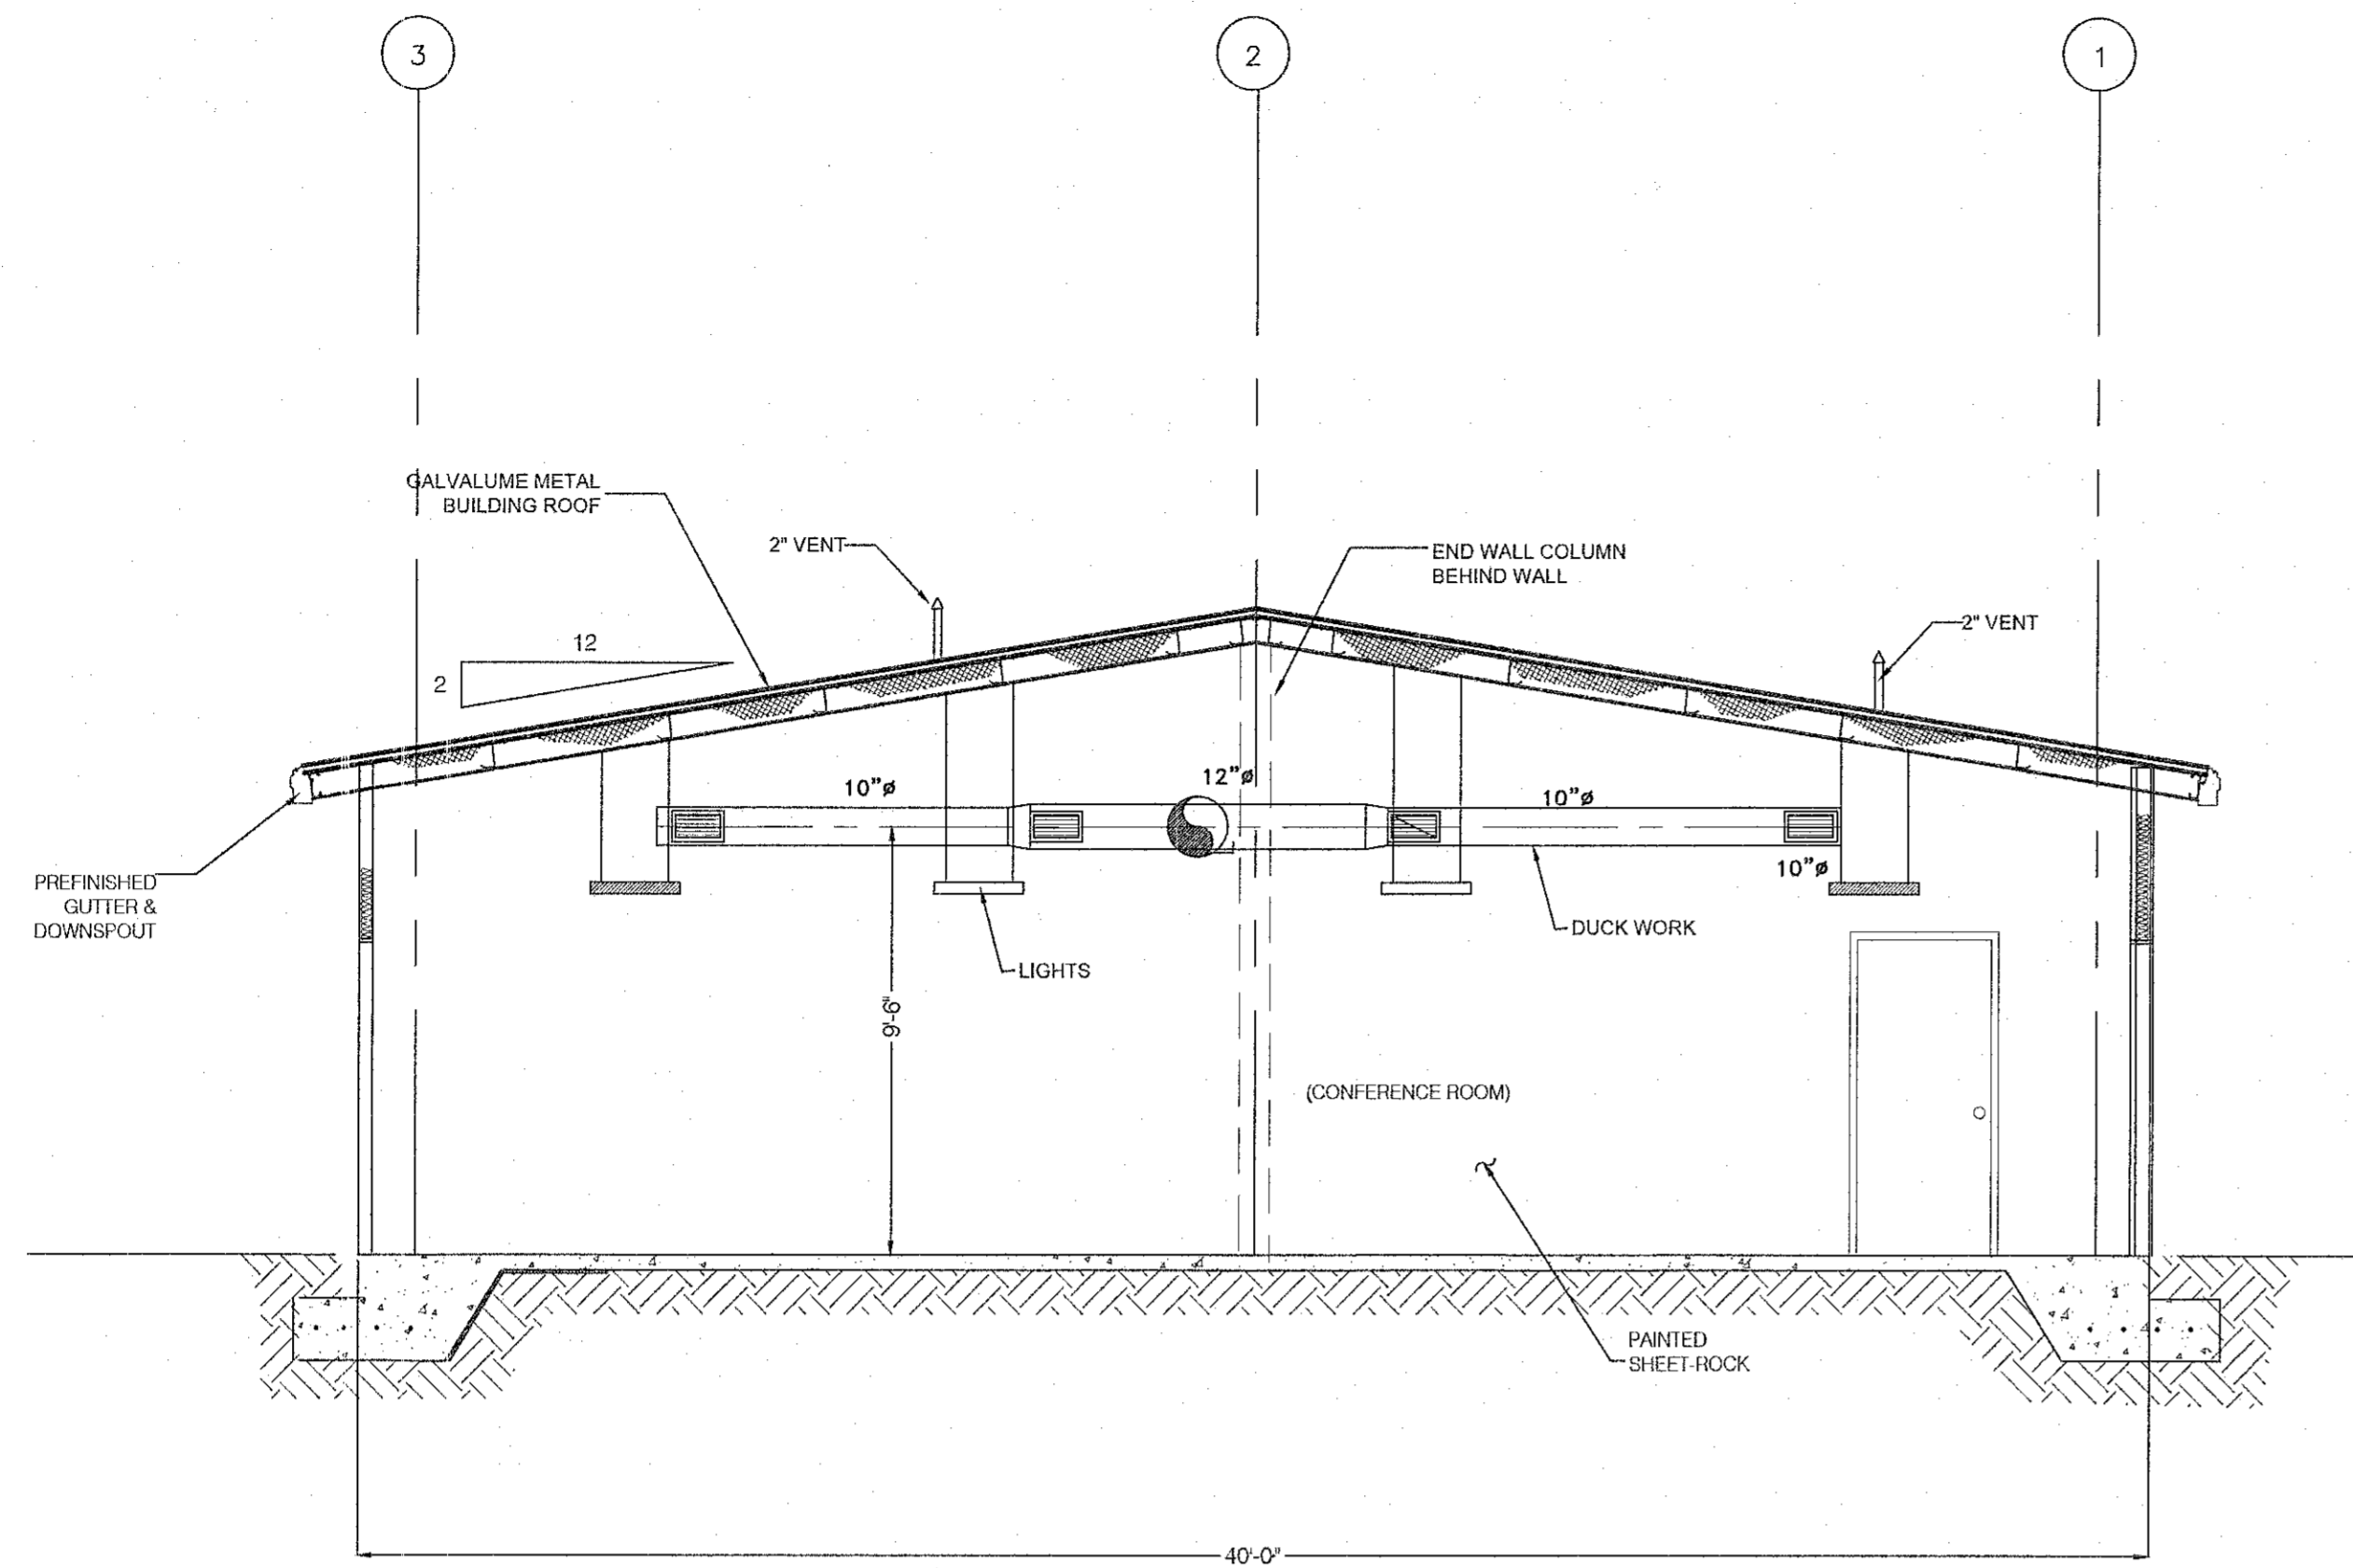 3
2
1
GALVALUME METAL
BUILDING ROOF
2" VENT
END WALL COLUMN
BEHIND WALL
2" VENT
12
2
10"ø
12"ø
10"ø
10"ø
PREFINISHED
GUTTER &
DOWNSPOUT
DUCK WORK
LIGHTS
9'-6"
(CONFERENCE ROOM)
PAINTED
SHEET-ROCK
40'-0"